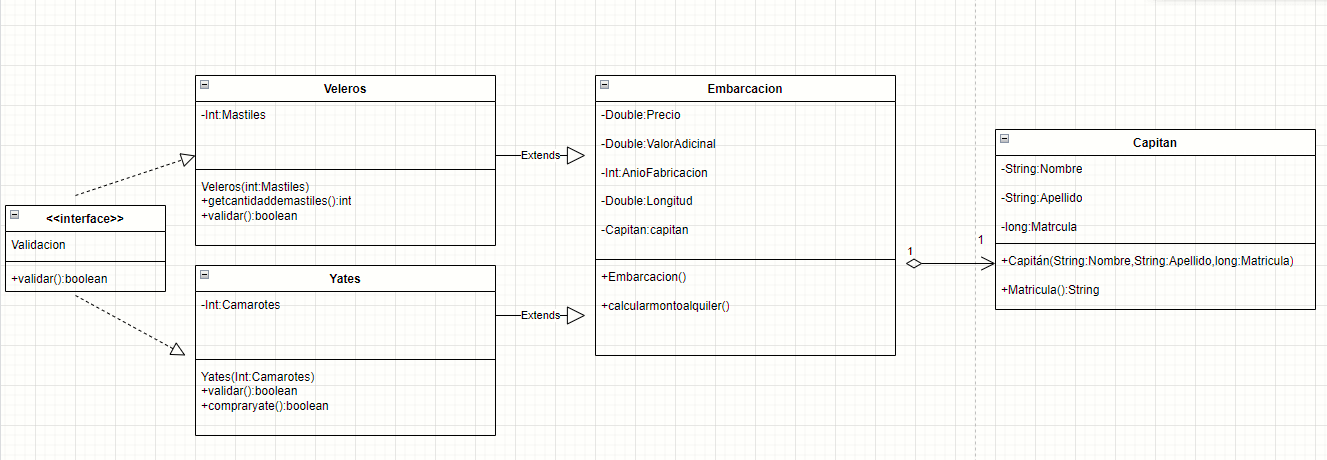 <<interface>>
Validacion
+validar():boolean
Veleros
-Int:Mastiles
Veleros(int:Mastiles)
+getcantidaddemastiles():int
+validar():boolean
Extends
Yates
-Int:Camarotes
Yates(Int:Camarotes)
+validar():boolean
+compraryate():boolean
Extends
Embarcacion
-Double:Precio
-Double:ValorAdicinal
-Int:AnioFabricacion
-Double:Longitud
-Capitan:capitan
+Embarcacion()
+calcularmontoalquiler()
1
1
Capitan
-String:Nombre
-String:Apellido
-long:Matrcula
+Capitán(String:Nombre,String:Apellido,long:Matricula)
+Matricula():String